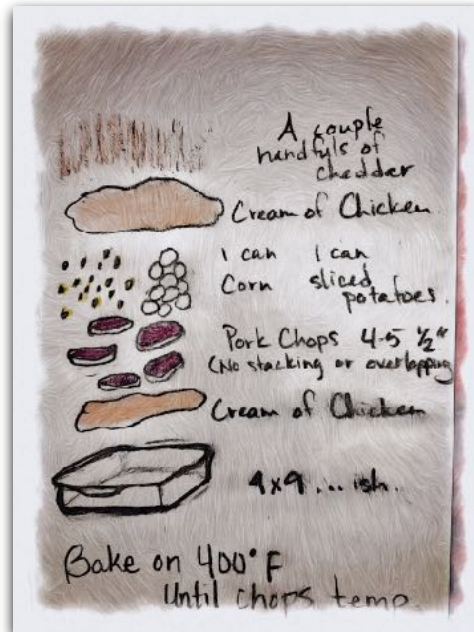 A couple
handfuls of
chedder
Cream of Chicken
1 can 1 can
Corn sliced
potatoes.
Pork Chops 4-5 ½"
(No stacking or overlapping
Cream of Chicken
9x9... ish.
Bake on 400°F
Until chops temp.